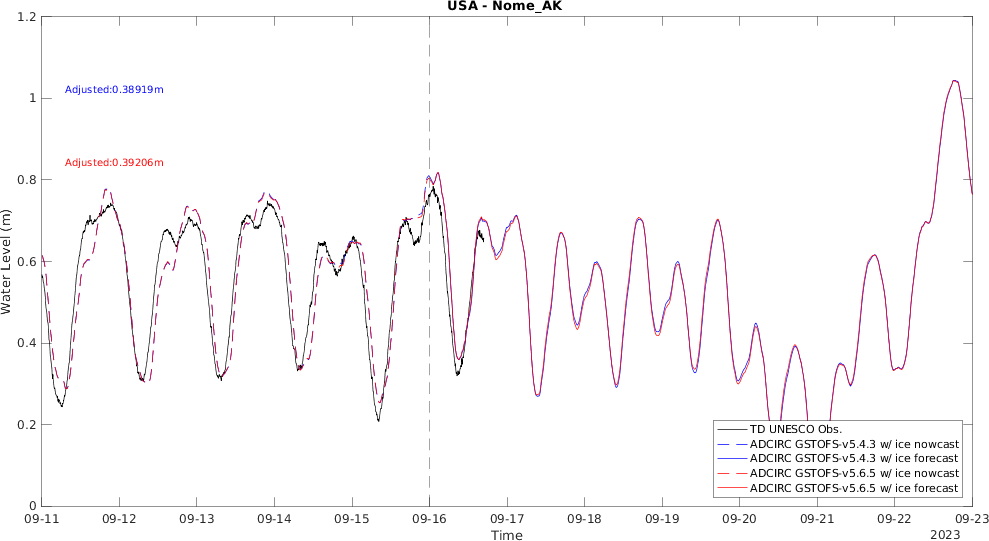 USA - Nome_AK
1.2
1
0.8
0.6
0.4
0.2
0
Water Level (m)
Adjusted:0.38919m
Adjusted:0.39206m
TD UNESCO Obs.
ADCIRC GSTOFS-v5.4.3 w/ ice nowcast
ADCIRC GSTOFS-v5.4.3 w/ ice forecast
ADCIRC GSTOFS-v5.6.5 w/ ice nowcast
ADCIRC GSTOFS-v5.6.5 w/ ice forecast
09-11 09-12 09-13 09-14 09-15 09-16 09-17 09-18 09-19 09-20 09-21 09-22 09-23
Time
2023